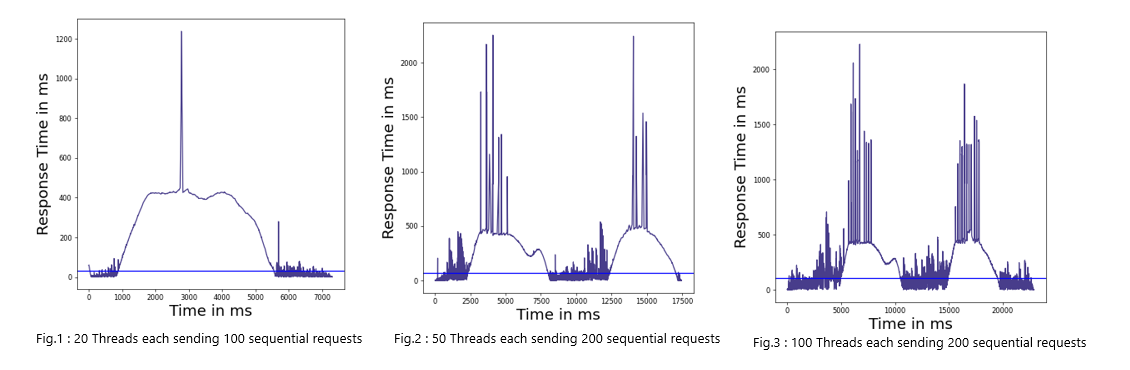 Response Time in ms
1200
1000
800
600
400
200
0
0 1000 2000 3000 4000 5000 6000 7000
Time in ms
Fig.1 : 20 Threads each sending 100 sequential requests
Response Time in ms
2000
1500
1000
500
0
0 2500 5000 7500 10000 12500 15000 17500
Time in ms
Fig.2 : 50 Threads each sending 200 sequential requests
Response Time in ms
2000
1500
1000
500
0
0 5000 10000 15000 20000
Time in ms
Fig.3 : 100 Threads each sending 200 sequential requests